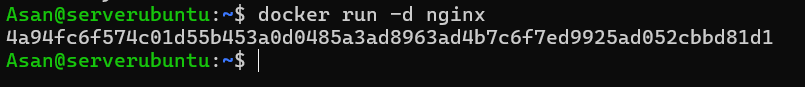 Asan@serverubuntu:~$ docker run -d nginx
4a94fc6f574c01d55b453a0d0485a3ad8963ad4b7c6f7ed9925ad052cbbd81d1
Asan@serverubuntu:~$